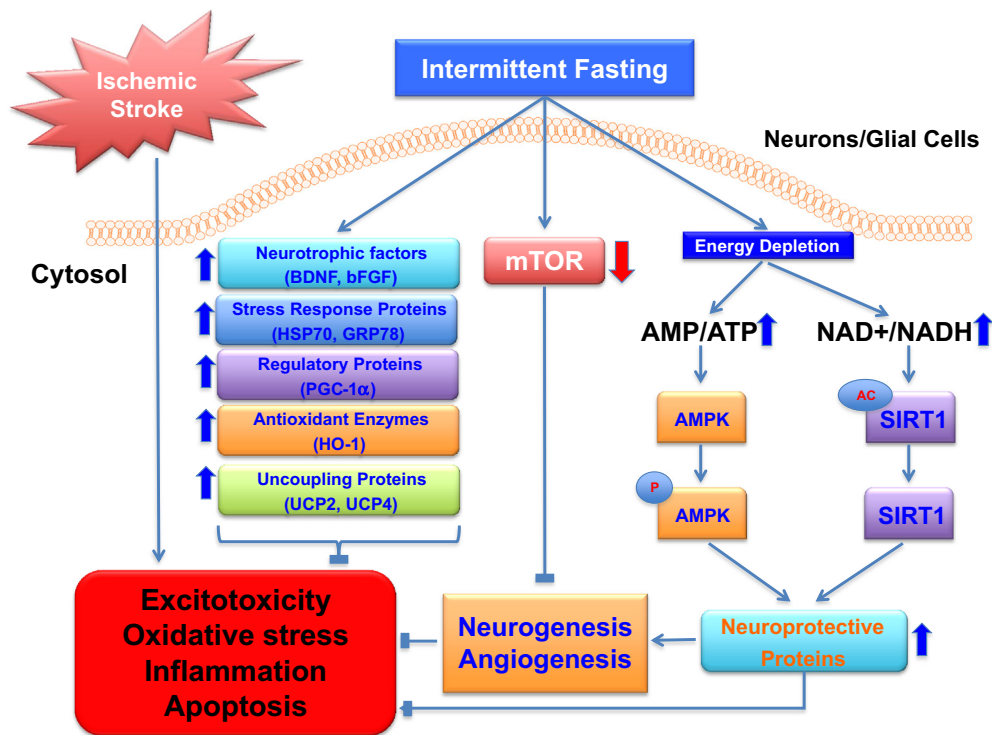 Ischemic
Stroke
Intermittent Fasting
Neurons/Glial Cells
Cytosol
Neurotrophic factors
(BDNF, bFGF)
Stress Response Proteins
(HSP70, GRP78)
Regulatory Proteins
(PGC-1α)
Antioxidant Enzymes
(HO-1)
Uncoupling Proteins
(UCP2, UCP4)
mTOR
Energy Depletion
AMP/ATP
NAD+/NADH
AMPK
AC
SIRT1
P
AMPK
SIRT1
Excitotoxicity
Oxidative stress
Inflammation
Apoptosis
Neurogenesis
Angiogenesis
Neuroprotective
Proteins